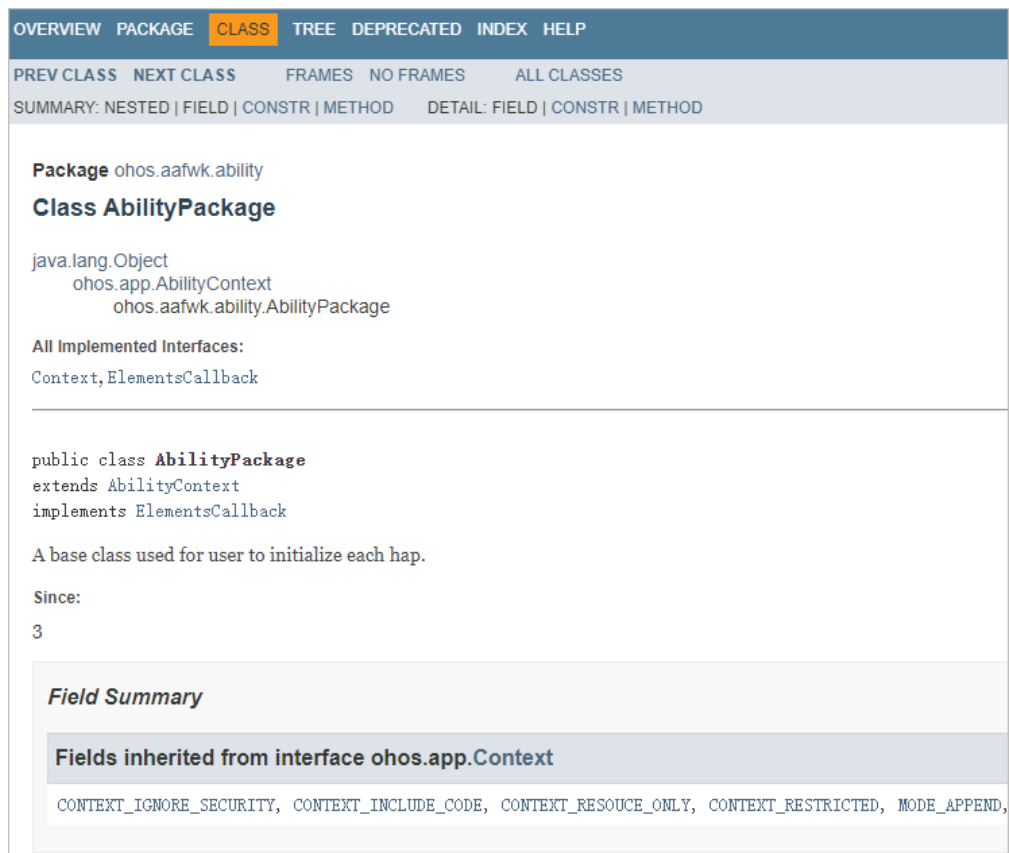 OVERVIEW PACKAGE CLASS TREE DEPRECATED INDEX HELP
PREV CLASS NEXT CLASS FRAMES NO FRAMES ALL CLASSES
SUMMARY: NESTED | FIELD | CONSTR | METHOD DETAIL: FIELD | CONSTR | METHOD
Package ohos.aafwk.ability
Class AbilityPackage
java.lang.Object
ohos.app.AbilityContext
ohos.aafwk.ability.AbilityPackage
All Implemented Interfaces:
Context, ElementsCallback
public class AbilityPackage
extends AbilityContext
implements ElementsCallback
A base class used for user to initialize each hap.
Since:
3
Field Summary
Fields inherited from interface ohos.app.Context
CONTEXT_IGNORE_SECURITY, CONTEXT_INCLUDE_CODE, CONTEXT_RESOUCE_ONLY, CONTEXT_RESTRICTED, MODE_APPEND,